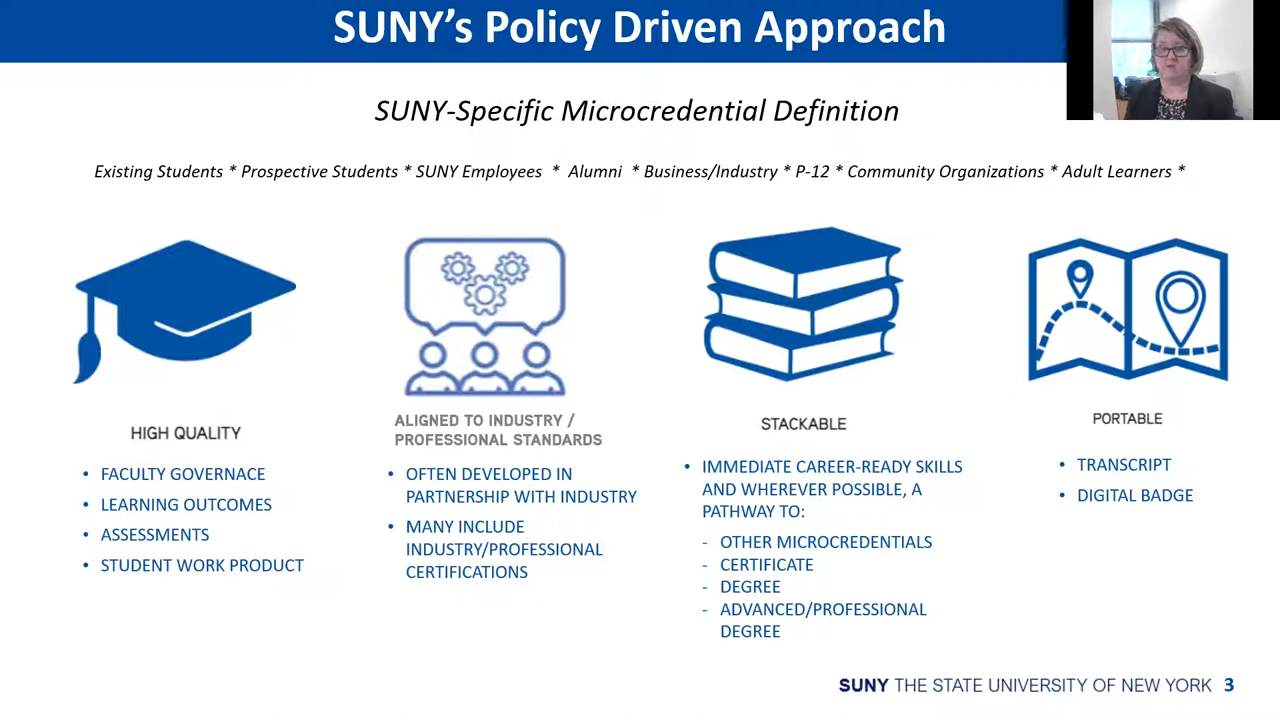 SUNY's Policy Driven Approach
SUNY-Specific Microcredential Definition
Existing Students * Prospective Students * SUNY Employees * Alumni * Business/Industry * P-12 * Community Organizations * Adult Learners *
HIGH QUALITY
• FACULTY GOVERNACE
• LEARNING OUTCOMES
• ASSESSMENTS
• STUDENT WORK PRODUCT
ALIGNED TO INDUSTRY /
PROFESSIONAL STANDARDS
• OFTEN DEVELOPED IN
PARTNERSHIP WITH INDUSTRY
• MANY INCLUDE
INDUSTRY/PROFESSIONAL
CERTIFICATIONS
STACKABLE
• IMMEDIATE CAREER-READY SKILLS
AND WHEREVER POSSIBLE, A
PATHWAY TO:
- OTHER MICROCREDENTIALS
- CERTIFICATE
- DEGREE
- ADVANCED/PROFESSIONAL
DEGREE
PORTABLE
• TRANSCRIPT
• DIGITAL BADGE
SUNY THE STATE UNIVERSITY OF NEW YORK 3